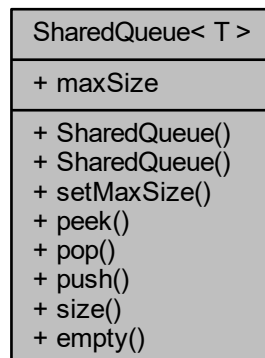 SharedQueue< T >
+ maxSize
+ SharedQueue()
+ SharedQueue()
+ setMaxSize()
+ peek()
+ pop()
+ push()
+ size()
+ empty()